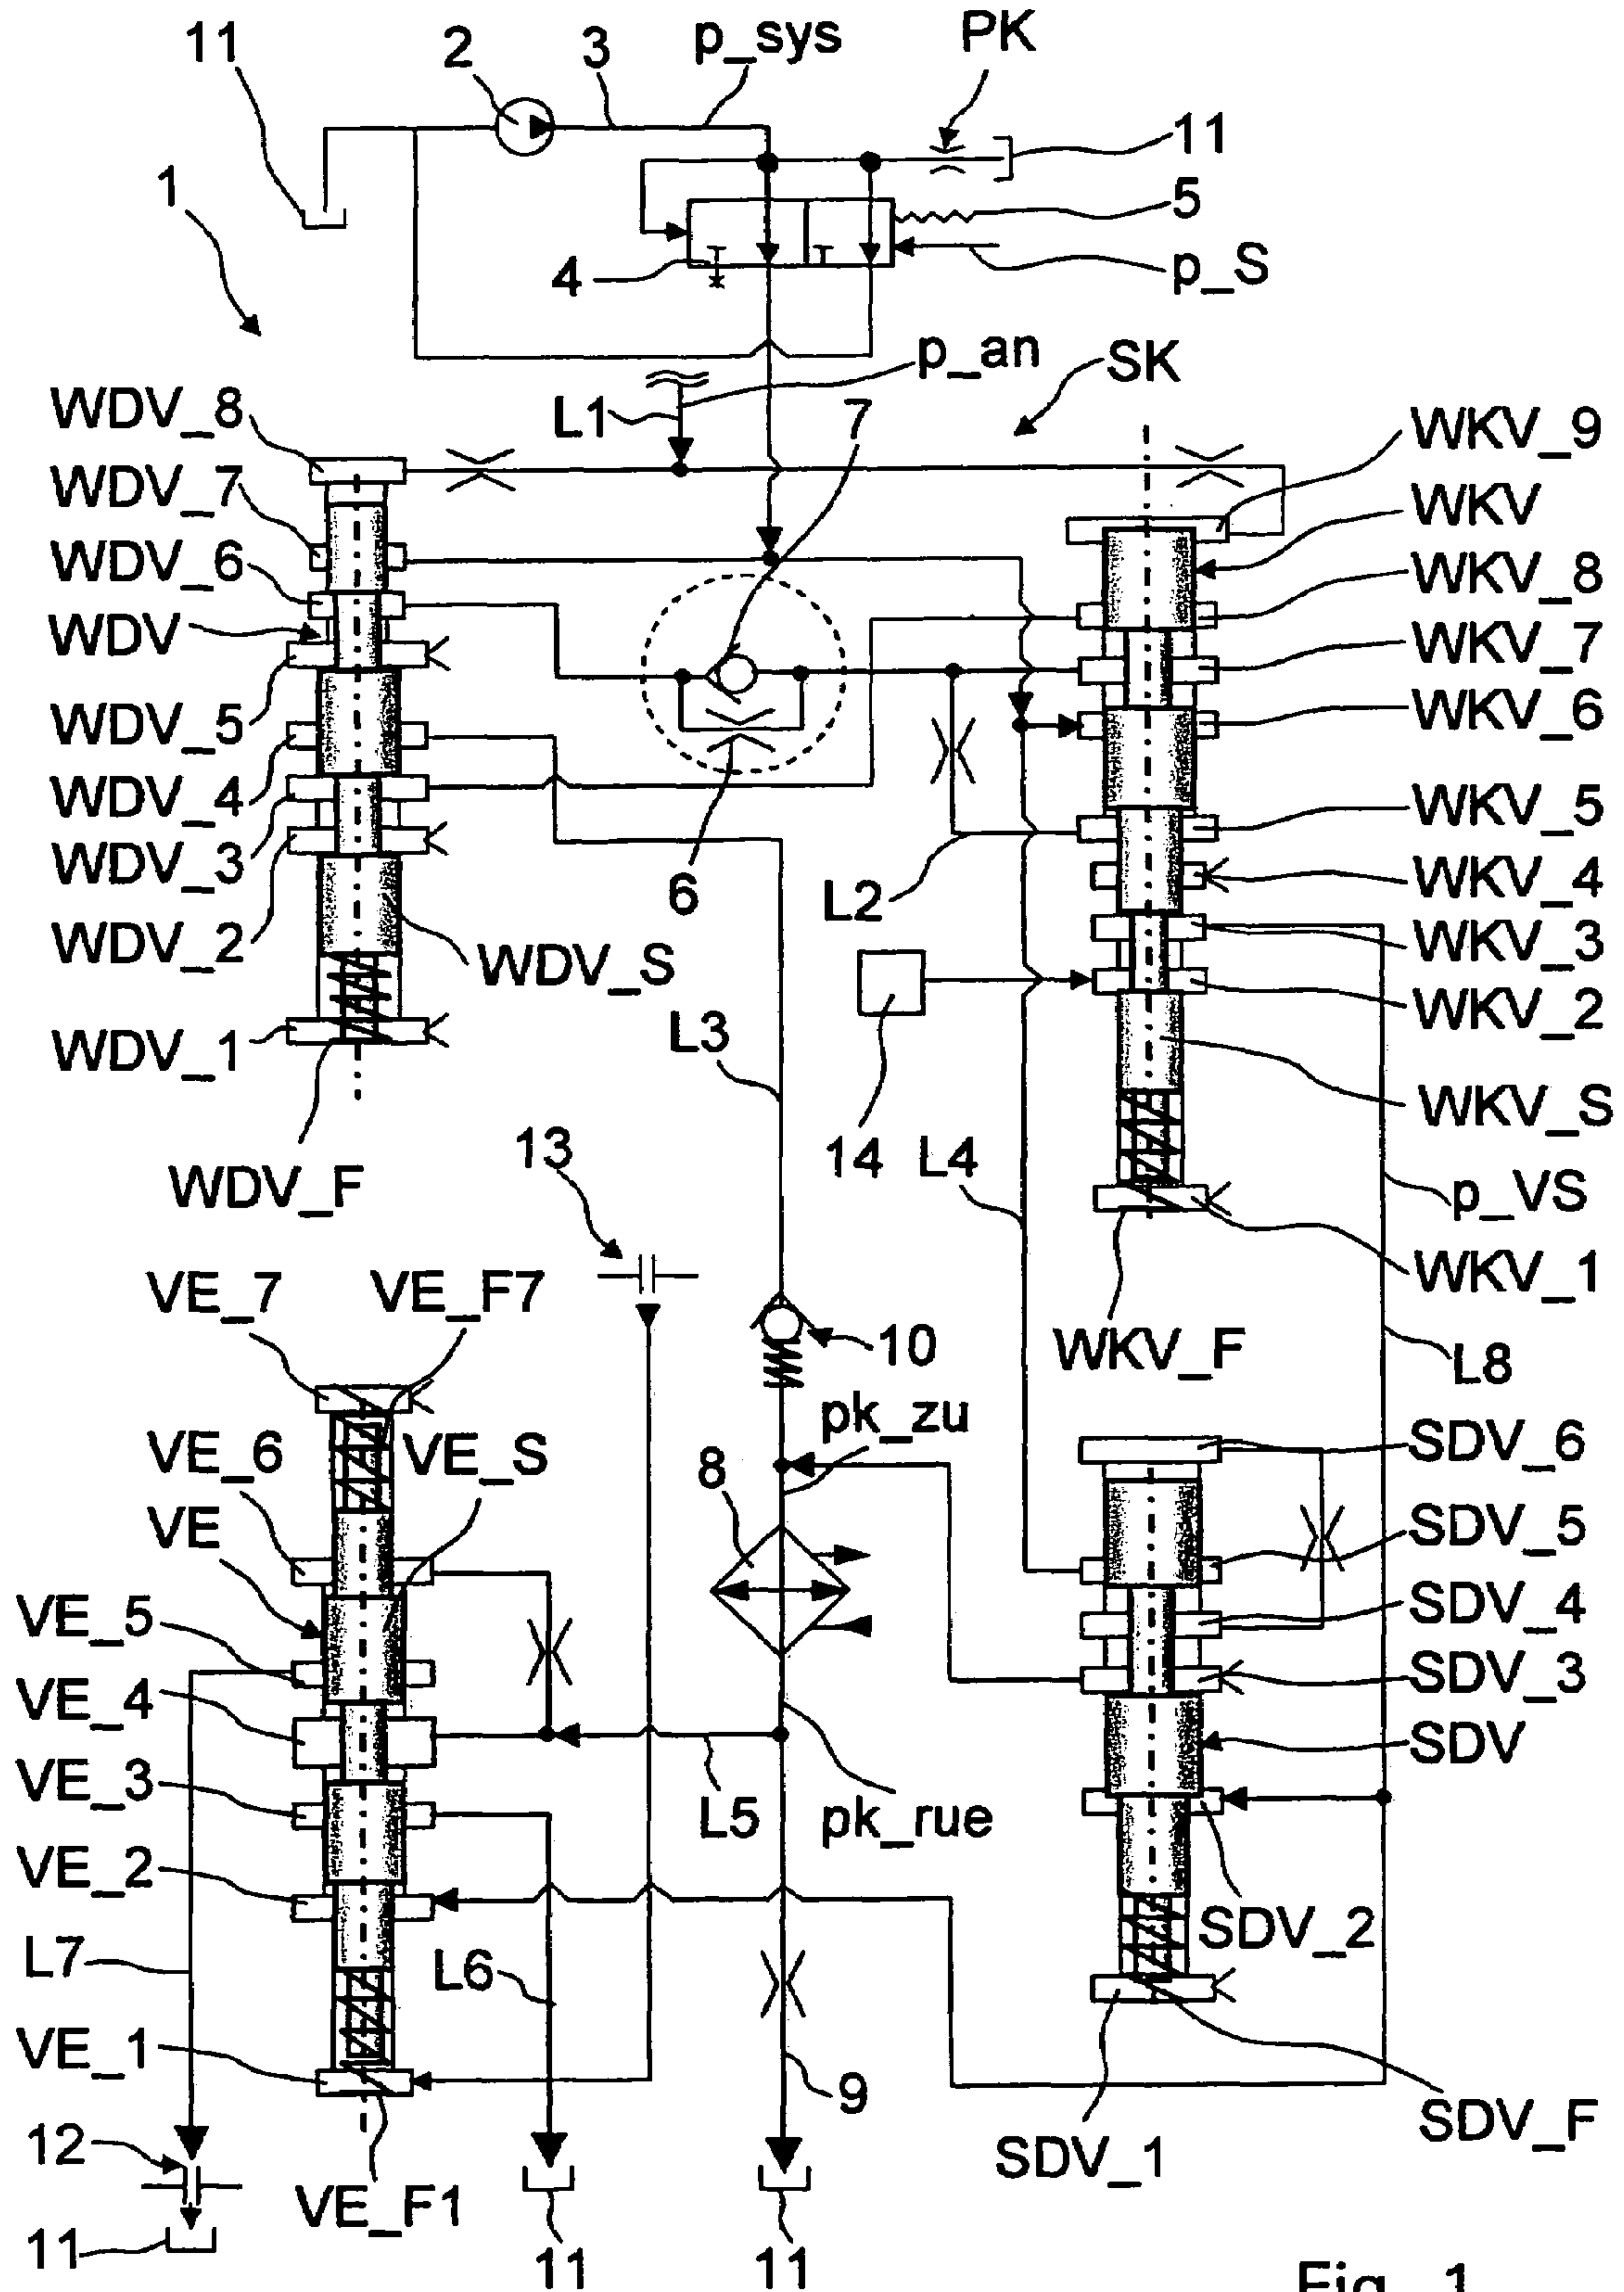 11
2
3
p_sys
PK
11
1
5
4
p_S
p_an
SK
WDV_8
L1
7
WKV_9
WDV_7
WKV
WDV_6
WKV_8
WDV
WKV_7
WDV_5
WKV_6
WDV_4
WKV_5
WDV_3
6
L2
WKV_4
WDV_2
WDV_S
WKV_3
WKV_2
WDV_1
L3
WKV_S
WDV_F
13
14
L4
p_VS
WKV_1
VE_7
VE_F7
10
WKV_F
L8
pk_zu
VE_6
VE_S
8
SDV_6
VE
SDV_5
VE_5
SDV_4
VE_4
SDV_3
VE_3
SDV
L5
pk_rue
VE_2
SDV_2
L7
L6
VE_1
9
SDV_F
12
SDV_1
VE_F1
11
11
11
Fig. 1